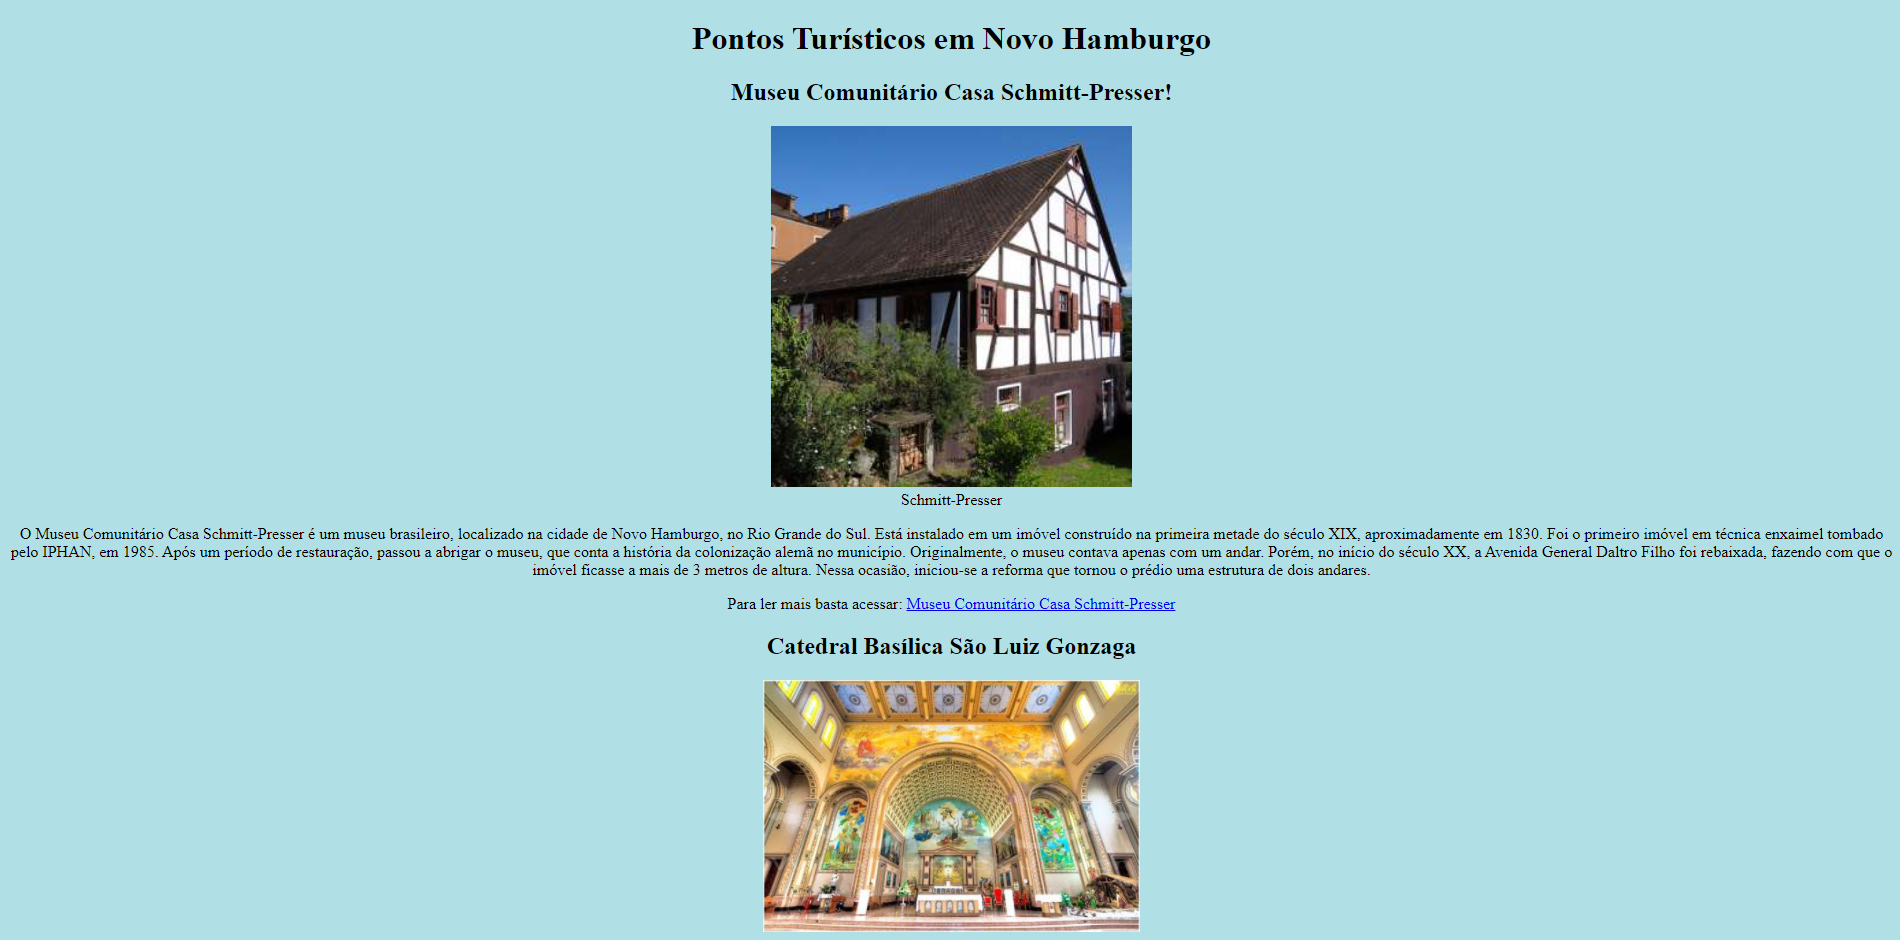 Pontos Turísticos em Novo Hamburgo
Museu Comunitário Casa Schmitt-Presser!
Schmitt-Presser
O Museu Comunitário Casa Schmitt-Presser é um museu brasileiro, localizado na cidade de Novo Hamburgo, no Rio Grande do Sul. Está instalado em um imóvel construído na primeira metade do século XIX, aproximadamente em 1830. Foi o primeiro imóvel em técnica enxaimel tombado
pelo IPHAN, em 1985. Após um período de restauração, passou a abrigar o museu, que conta a história da colonização alemã no município. Originalmente, o museu contava apenas com um andar. Porém, no início do século XX, a Avenida General Daltro Filho foi rebaixada, fazendo com que o
imóvel ficasse a mais de 3 metros de altura. Nessa ocasião, iniciou-se a reforma que tornou o prédio uma estrutura de dois andares.
Para ler mais basta acessar: Museu Comunitário Casa Schmitt-Presser
Catedral Basílica São Luiz Gonzaga